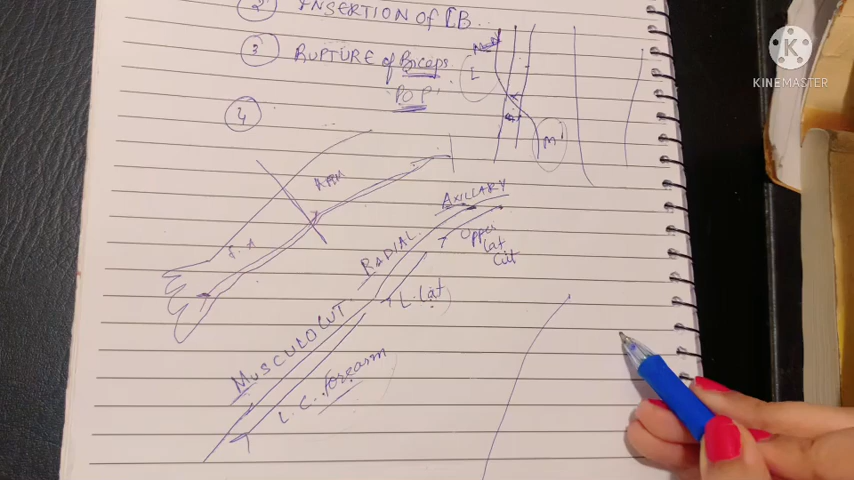 ② INSERTION of CB..
③ RUPTURE of Biceps
'POP'
④
L
M
ARM
F.A
AXILLARY
RADIAL.
Upper
Lat
Cut
L.Lat
MUSCULOCUT.
L.C. forearm
K
KINEMASTER